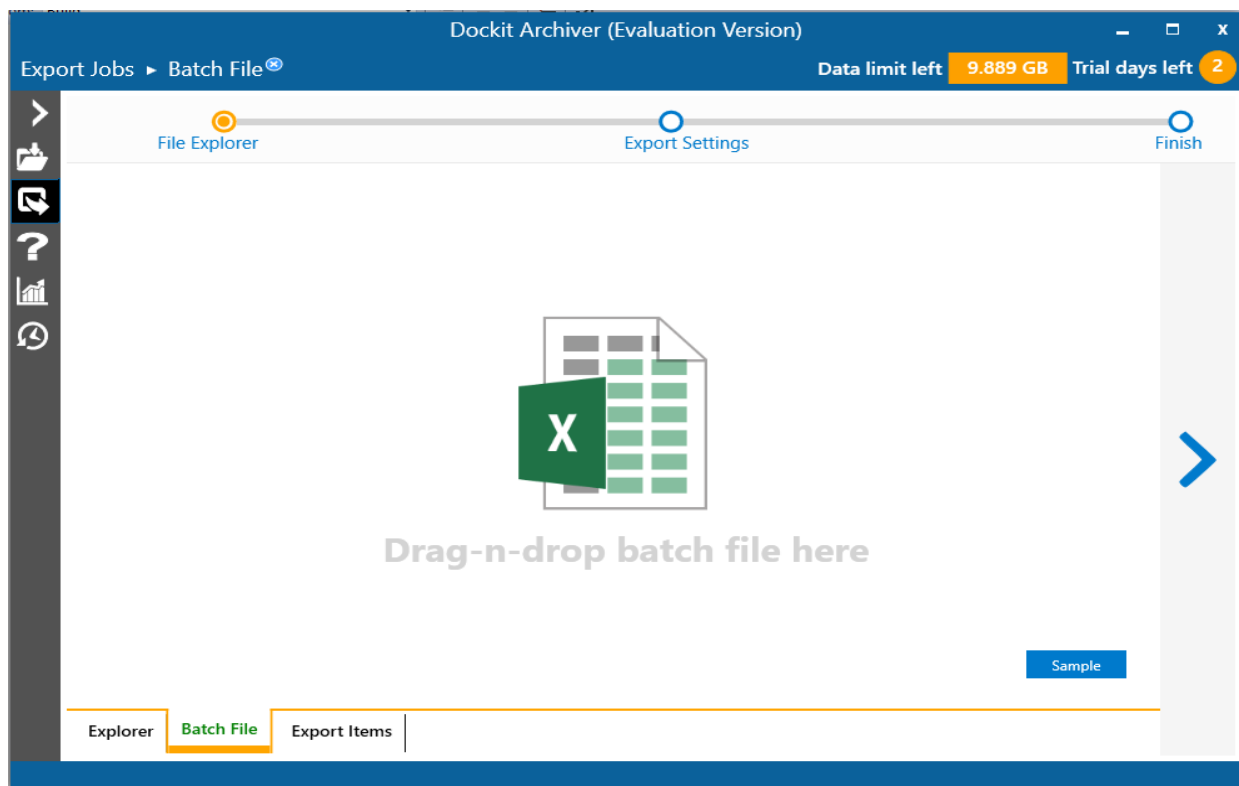 Dockit Archiver (Evaluation Version)
Export Jobs ► Batch File
Data limit left 9.889 GB Trial days left 2
File Explorer
Export Settings
Finish
X
Drag-n-drop batch file here
Sample
Explorer
Batch File
Export Items